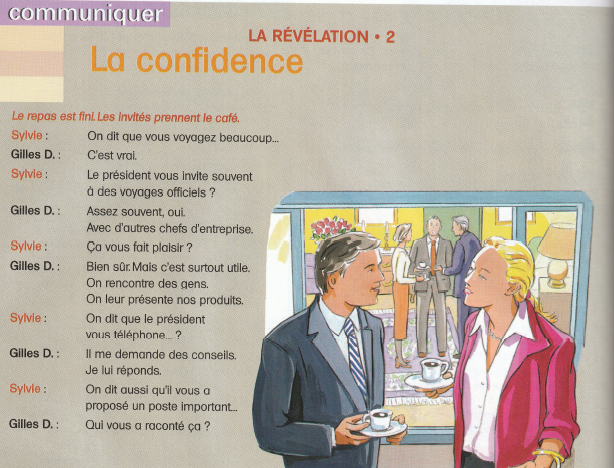 communiquer
LA RÉVÉLATION • 2
La confidence
Le repas est fini. Les invités prennent le café.
Sylvie : On dit que vous voyagez beaucoup...
Gilles D. : C'est vrai.
Sylvie : Le président vous invite souvent
à des voyages officiels ?
Gilles D. : Assez souvent, oui.
Avec d'autres chefs d'entreprise.
Sylvie : Ça vous fait plaisir ?
Gilles D. : Bien sûr. Mais c'est surtout utile.
On rencontre des gens.
On leur présente nos produits.
Sylvie : On dit que le président
vous téléphone... ?
Gilles D. : Il me demande des conseils.
Je lui réponds.
Sylvie : On dit aussi qu'il vous a
proposé un poste important...
Gilles D. : Qui vous a raconté ça ?